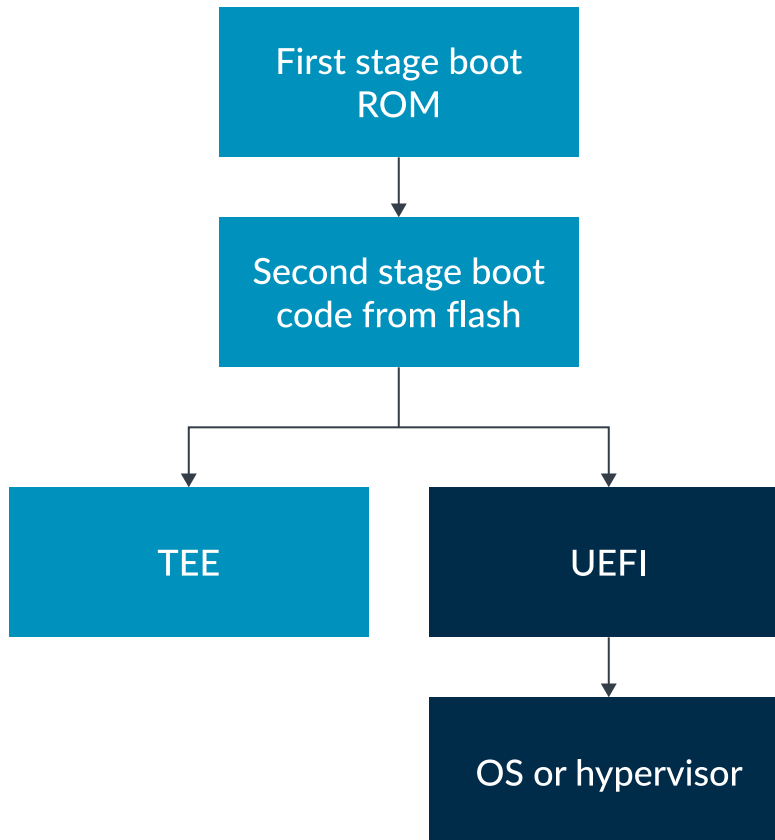 First stage boot
ROM
Second stage boot
code from flash
TEE
UEFI
OS or hypervisor